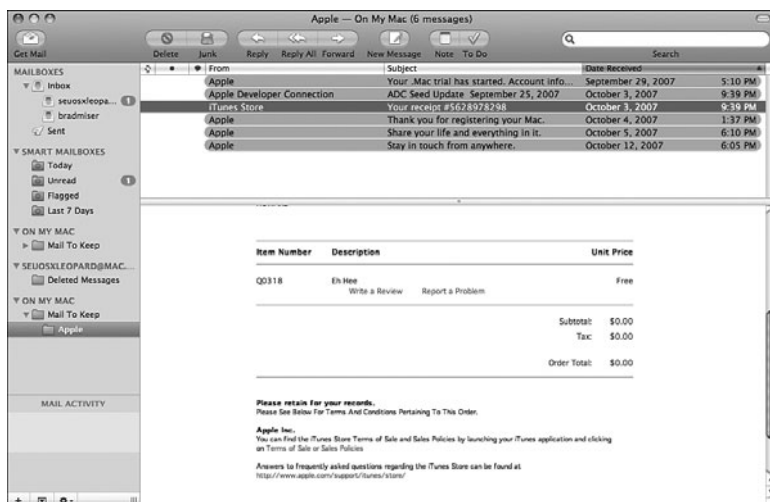 Apple — On My Mac (6 messages)
Get Mail
Delete Junk Reply Reply All Forward New Message Note To Do Search
MAILBOXES
Inbox
seuosxleopa... 1
bradmiser
Sent
SMART MAILBOXES
Today
Unread 1
Flagged
Last 7 Days
ON MY MAC
Mail To Keep
SEUOSXLEOPARD@MAC....
Deleted Messages
ON MY MAC
Mail To Keep
Apple
MAIL ACTIVITY
From Subject Date Received
Apple Your .Mac trial has started. Account info... September 29, 2007 5:10 PM
Apple Developer Connection ADC Seed Update September 25, 2007 October 3, 2007 9:39 PM
iTunes Store Your receipt #5628978298 October 3, 2007 9:39 PM
Apple Thank you for registering your Mac. October 4, 2007 1:37 PM
Apple Share your life and everything in it. October 5, 2007 6:10 PM
Apple Stay in touch from anywhere. October 12, 2007 6:05 PM
Item Number Description Unit Price
Q0318 Eh Hee Free
Write a Review Report a Problem
Subtotal: $0.00
Tax: $0.00
Order Total: $0.00
Please retain for your records.
Please See Below For Terms And Conditions Pertaining To This Order.
Apple Inc.
You can find the iTunes Store Terms of Sale and Sales Policies by launching your iTunes application and clicking
on Terms of Sale or Sales Policies
Answers to frequently asked questions regarding the iTunes Store can be found at
http://www.apple.com/support/itunes/store/